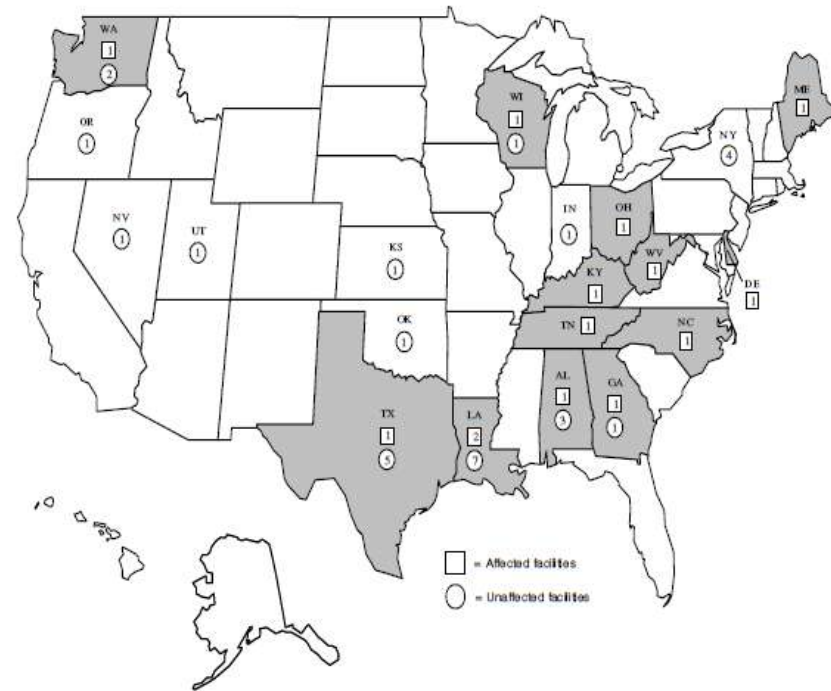 WA
1
2
OR
1
NV
1
UT
1
KS
1
OK
1
TX
1
5
LA
2
7
WI
1
1
IN
1
OH
1
KY
1
WV
1
TN 1
NC
1
AL
1
3
GA
1
1
NY
4
ME
1
DE
1
= Affected facilities
= Unaffected facilities